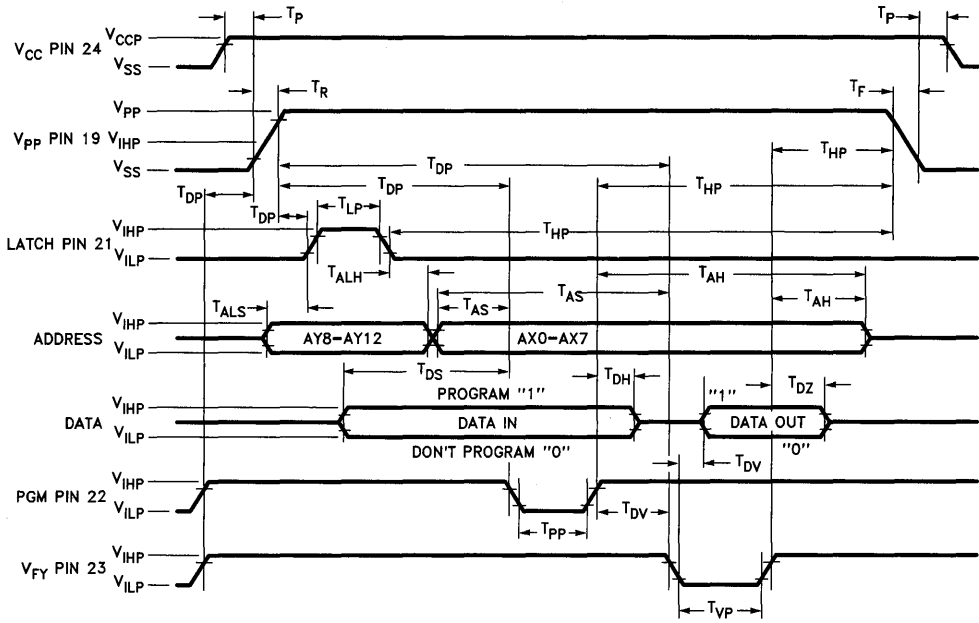 T_P T_P
V_CC PIN 24 V_CCP
V_SS
T_R T_F
V_PP
V_PP PIN 19 V_IHP
V_SS
T_HP
T_DP
T_DP T_DP T_HP
T_DP T_LP
V_IHP
LATCH PIN 21 T_HP
V_ILP
T_ALH T_AH
T_ALS T_AS T_AS T_AH
V_IHP
ADDRESS AY8-AY12 AX0-AX7
V_ILP
T_DS T_DH T_DZ
PROGRAM "1" "1"
V_IHP
DATA DATA IN DATA OUT
V_ILP
DON'T PROGRAM "0" "0"
T_DV
V_IHP
PGM PIN 22
V_ILP
T_PP T_DV
V_IHP
V_FY PIN 23
V_ILP
T_VP